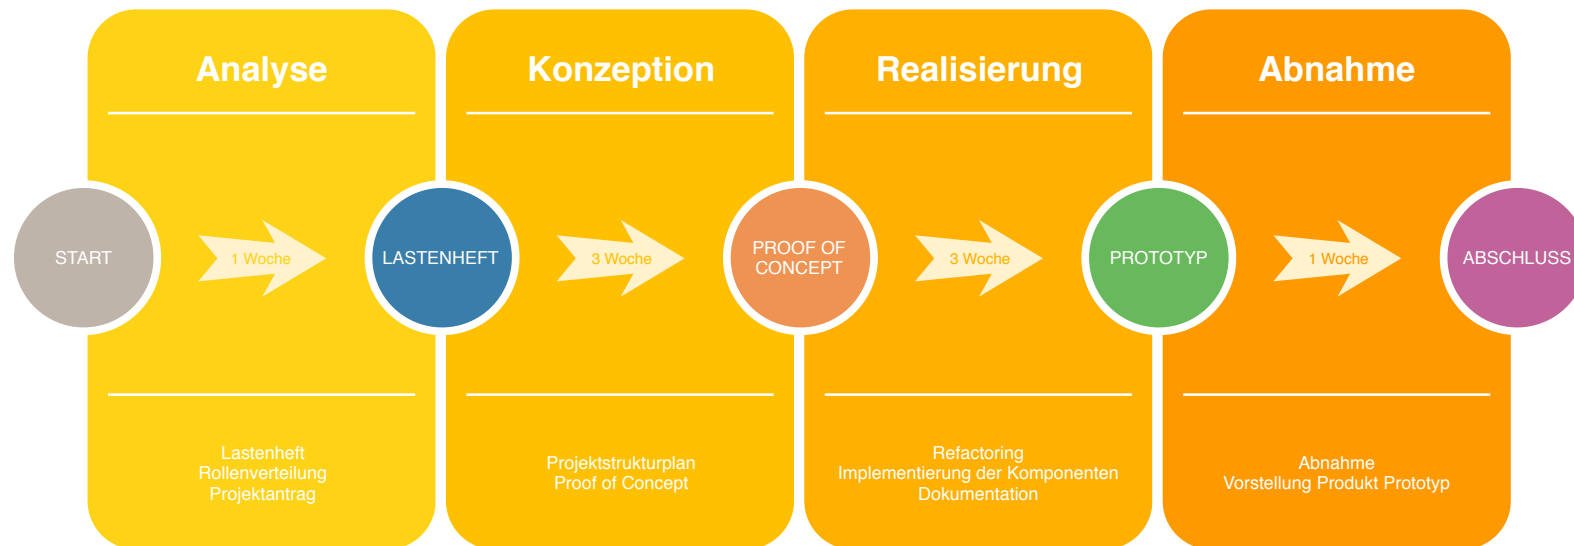 Analyse
Konzeption
Realisierung
Abnahme
START
1 Woche
LASTENHEFT
3 Woche
PROOF OF
CONCEPT
3 Woche
PROTOTYP
1 Woche
ABSCHLUSS
Lastenheft
Rollenverteilung
Projektantrag
Projektstrukturplan
Proof of Concept
Refactoring
Implementierung der Komponenten
Dokumentation
Abnahme
Vorstellung Produkt Prototyp